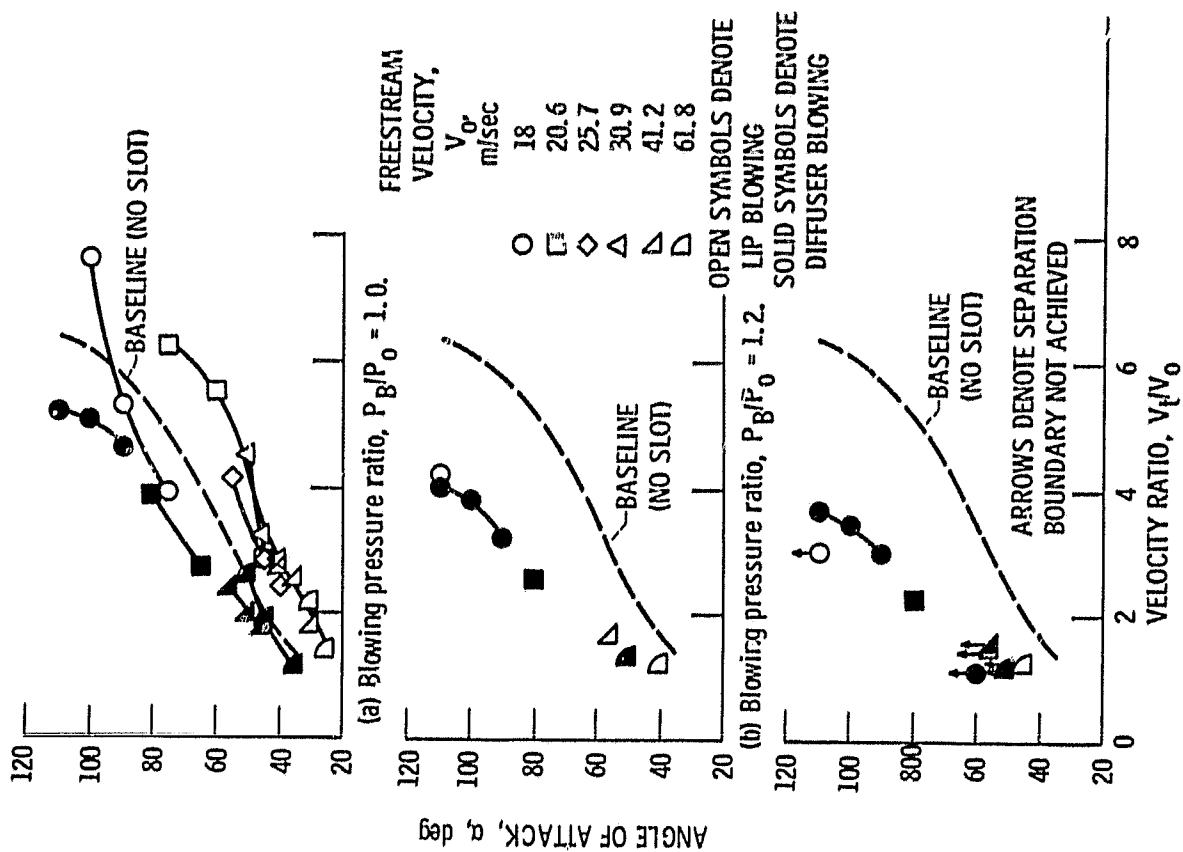 120
100
80
60
40
20
BASELINE (NO SLOT)
(a) Blowing pressure ratio, P_B/P_o = 1.0.
FREESTREAM
VELOCITY,
V_o,
m/sec
18
20.6
25.7
30.9
41.2
61.8
OPEN SYMBOLS DENOTE
LIP BLOWING
SOLID SYMBOLS DENOTE
DIFFUSER BLOWING
120
100
80
60
40
20
BASELINE
(NO SLOT)
(b) Blowing pressure ratio, P_B/P_o = 1.2.
ANGLE OF ATTACK, α, deg
120
100
800
60
40
20
BASELINE
(NO SLOT)
ARROWS DENOTE SEPARATION
BOUNDARY NOT ACHIEVED
0
2
4
6
8
VELOCITY RATIO, V_t/V_o